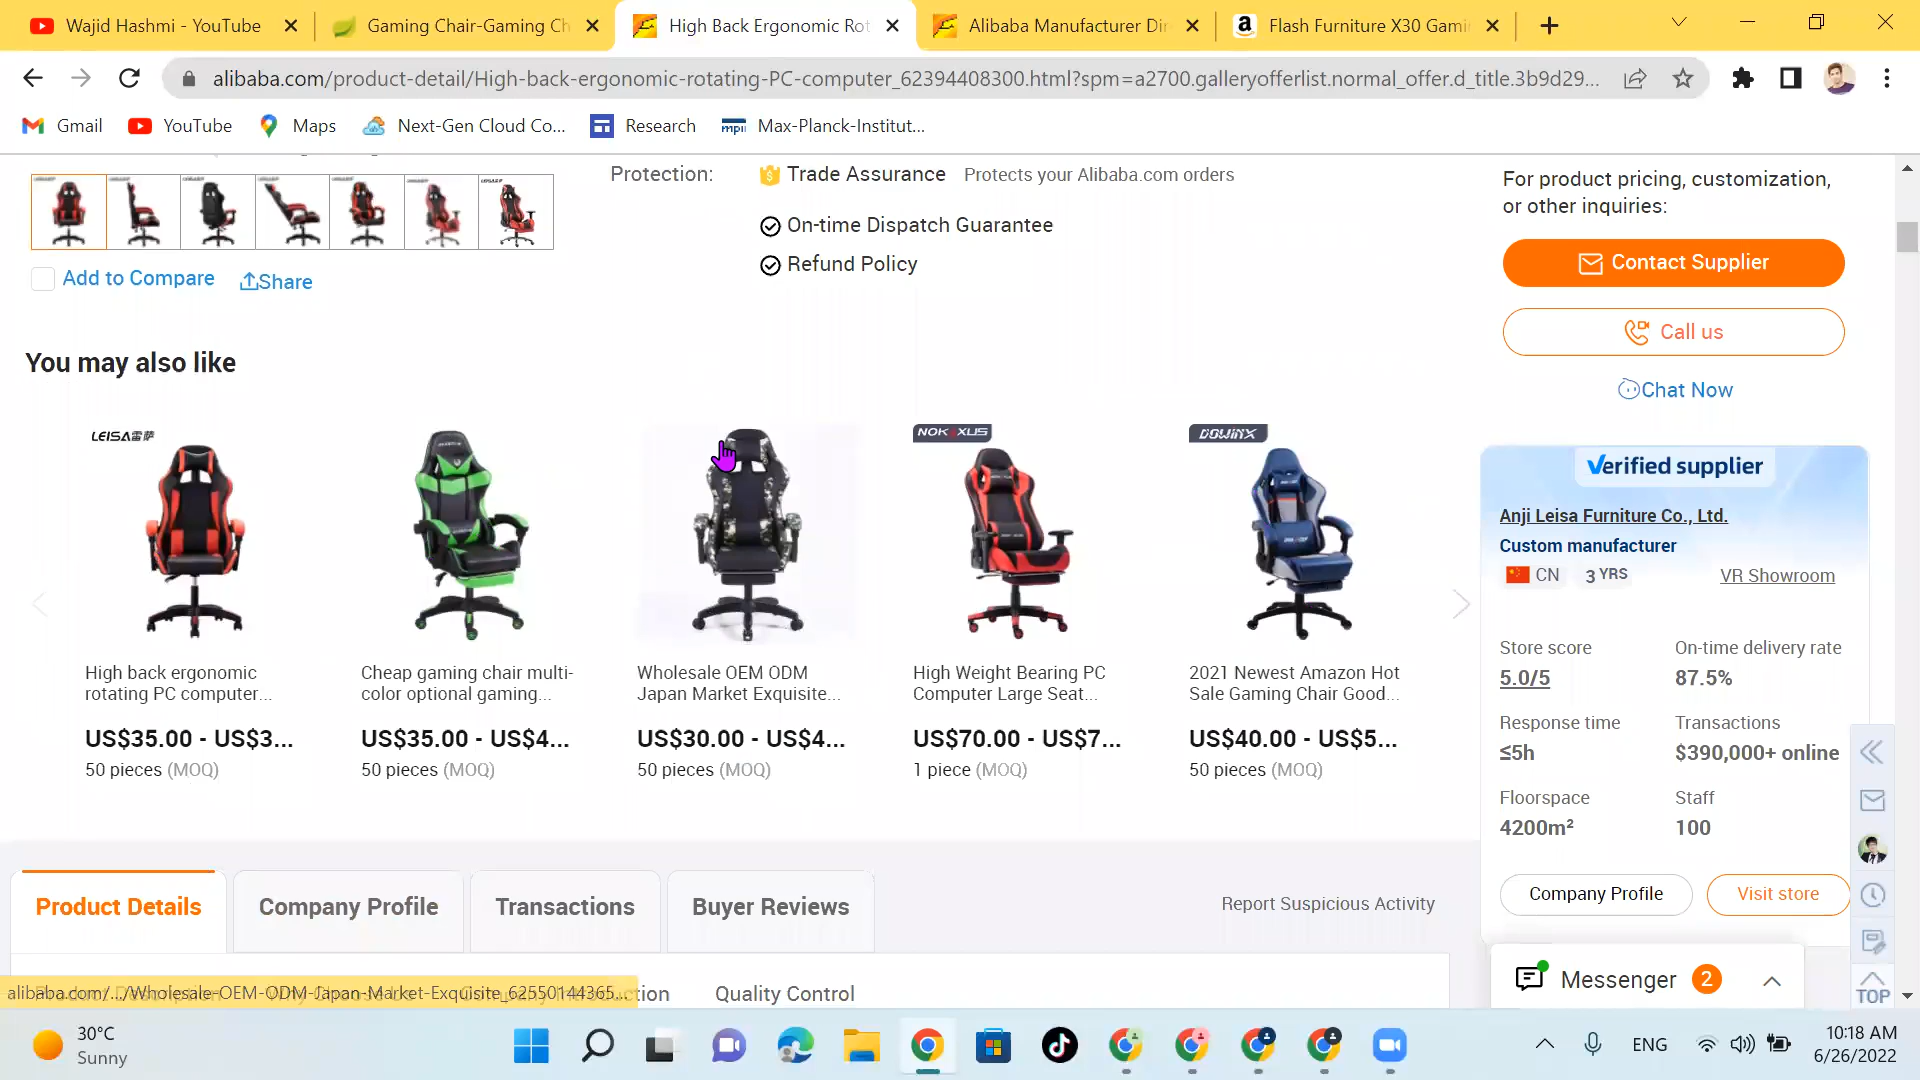 Wajid Hashmi - YouTube
Gaming Chair-Gaming Ch
High Back Ergonomic Rot
Alibaba Manufacturer Dir
Flash Furniture X30 Gami
alibaba.com/product-detail/High-back-ergonomic-rotating-PC-computer_62394408300.html?spm=a2700.galleryofferlist.normal_offer.d_title.3b9d29...
Gmail
YouTube
Maps
Next-Gen Cloud Co...
Research
Max-Planck-Institut...
Protection:
Trade Assurance
Protects your Alibaba.com orders
On-time Dispatch Guarantee
Refund Policy
Add to Compare
Share
For product pricing, customization,
or other inquiries:
Contact Supplier
Call us
Chat Now
You may also like
LEISA雷萨
NOKAXUS
DOWINX
High back ergonomic
rotating PC computer...
US$35.00 - US$3...
50 pieces (MOQ)
Cheap gaming chair multi-
color optional gaming...
US$35.00 - US$4...
50 pieces (MOQ)
Wholesale OEM ODM
Japan Market Exquisite...
US$30.00 - US$4...
50 pieces (MOQ)
High Weight Bearing PC
Computer Large Seat...
US$70.00 - US$7...
1 piece (MOQ)
2021 Newest Amazon Hot
Sale Gaming Chair Good...
US$40.00 - US$5...
50 pieces (MOQ)
Verified supplier
Anji Leisa Furniture Co., Ltd.
Custom manufacturer
CN
3 YRS
VR Showroom
Store score
On-time delivery rate
5.0/5
87.5%
Response time
Transactions
≤5h
$390,000+ online
Floorspace
Staff
4200m²
100
Company Profile
Visit store
Product Details
Company Profile
Transactions
Buyer Reviews
Report Suspicious Activity
Quality Control
alibaba.com/.../Wholesale-OEM-ODM-Japan-Market-Exquisite_62550144365...
Messenger
2
TOP
30°C
Sunny
ENG
10:18 AM
6/26/2022